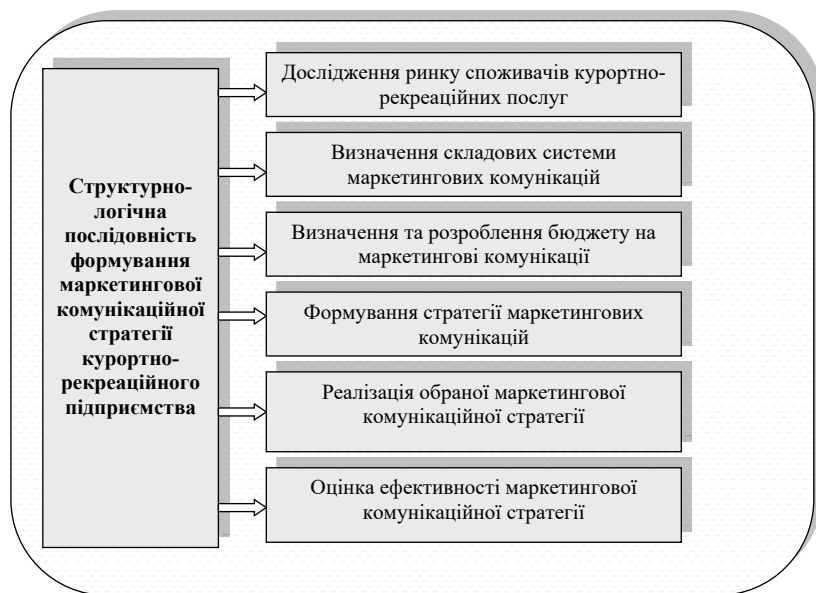 Структурно-
логічна
послідовність
формування
маркетингової
комунікаційної
стратегії
курортно-
рекреаційного
підприємства
Дослідження ринку споживачів курортно-
рекреаційних послуг
Визначення складових системи
маркетингових комунікацій
Визначення та розроблення бюджету на
маркетингові комунікації
Формування стратегії маркетингових
комунікацій
Реалізація обраної маркетингової
комунікаційної стратегії
Оцінка ефективності маркетингової
комунікаційної стратегії